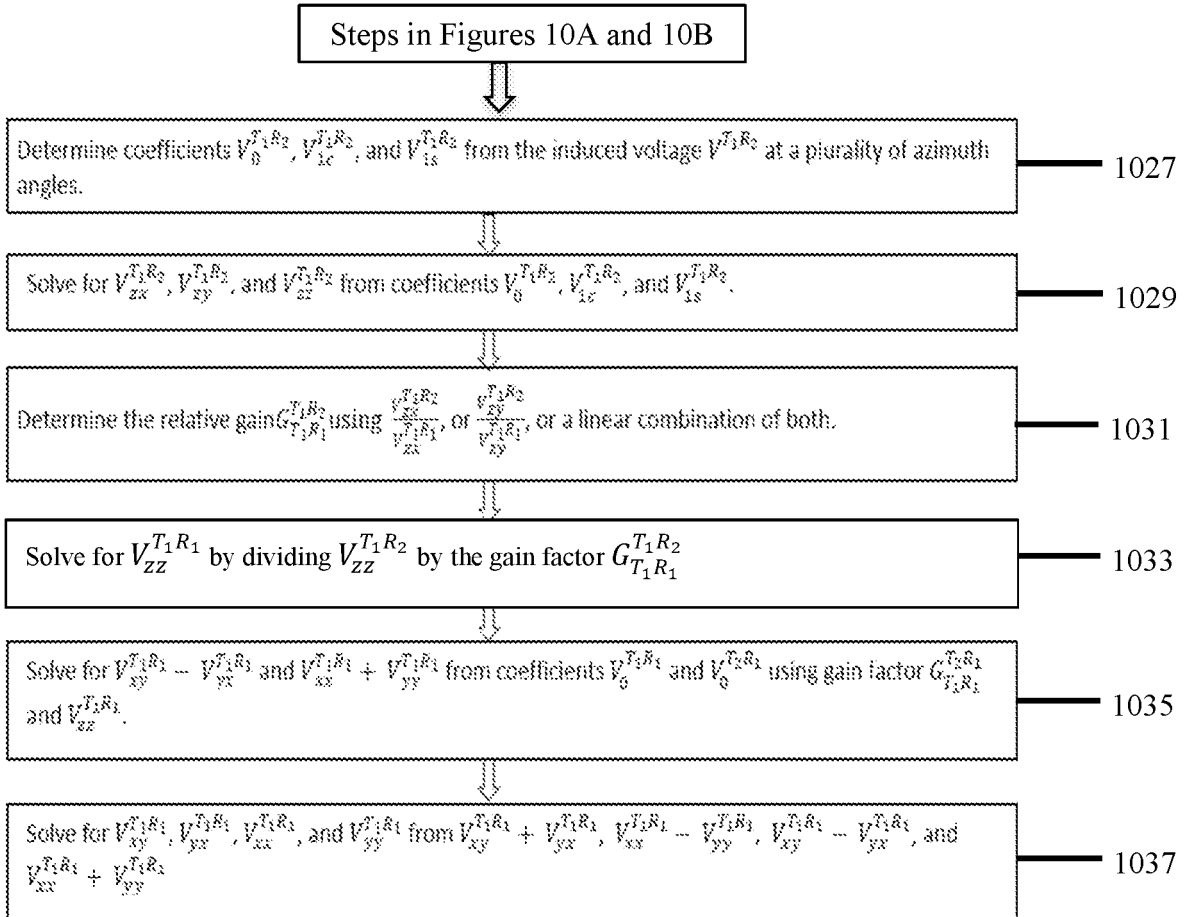 Steps in Figures 10A and 10B
Determine coefficients $V_0^{T_1R_2}$, $V_{1c}^{T_1R_2}$, and $V_{1s}^{T_1R_2}$ from the induced voltage $V^{T_1R_2}$ at a plurality of azimuth
angles.
1027
Solve for $V_{zx}^{T_1R_2}$, $V_{zy}^{T_1R_2}$, and $V_{zz}^{T_1R_2}$ from coefficients $V_0^{T_1R_2}$, $V_{1c}^{T_1R_2}$, and $V_{1s}^{T_1R_2}$.
1029
Determine the relative gain $G_{T_1R_1}^{T_1R_2}$ using $\frac{V_{zx}^{T_1R_2}}{V_{zx}^{T_1R_1}}$, or $\frac{V_{zy}^{T_1R_2}}{V_{zy}^{T_1R_1}}$, or a linear combination of both.
1031
Solve for $V_{zz}^{T_1R_1}$ by dividing $V_{zz}^{T_1R_2}$ by the gain factor $G_{T_1R_1}^{T_1R_2}$
1033
Solve for $V_{xy}^{T_1R_1} - V_{yx}^{T_1R_1}$ and $V_{xx}^{T_1R_1} + V_{yy}^{T_1R_1}$ from coefficients $V_0^{T_1R_1}$ and $V_0^{T_2R_1}$ using gain factor $G_{T_1R_1}^{T_2R_1}$
and $V_{zz}^{T_1R_1}$.
1035
Solve for $V_{xy}^{T_1R_1}$, $V_{yx}^{T_1R_1}$, $V_{xx}^{T_1R_1}$, and $V_{yy}^{T_1R_1}$ from $V_{xy}^{T_1R_1} + V_{yx}^{T_1R_1}$, $V_{xx}^{T_1R_1} - V_{yy}^{T_1R_1}$, $V_{xy}^{T_1R_1} - V_{yx}^{T_1R_1}$, and
$V_{xx}^{T_1R_1} + V_{yy}^{T_1R_1}$
1037